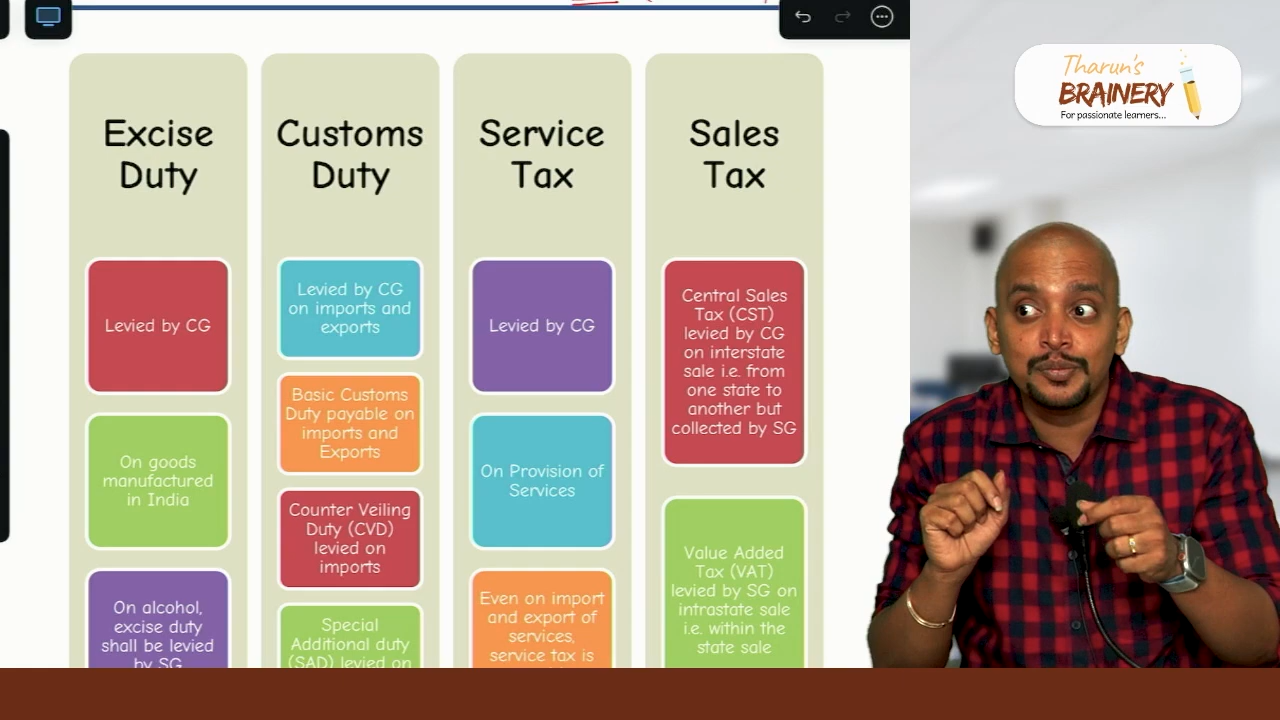 Excise
Duty
Levied by CG
On goods
manufactured
in India
On alcohol,
excise duty
shall be levied
by SG
Customs
Duty
Levied by CG
on imports and
exports
Basic Customs
Duty payable on
imports and
Exports
Counter Veiling
Duty (CVD)
levied on
imports
Special
Additional duty
(SAD) levied on
Service
Tax
Levied by CG
On Provision of
Services
Even on import
and export of
services,
service tax is
Sales
Tax
Central Sales
Tax (CST)
levied by CG
on interstate
sale i.e. from
one state to
another but
collected by SG
Value Added
Tax (VAT)
levied by SG on
intrastate sale
i.e. within the
state sale
Tharun's
BRAINERY
For passionate learners...